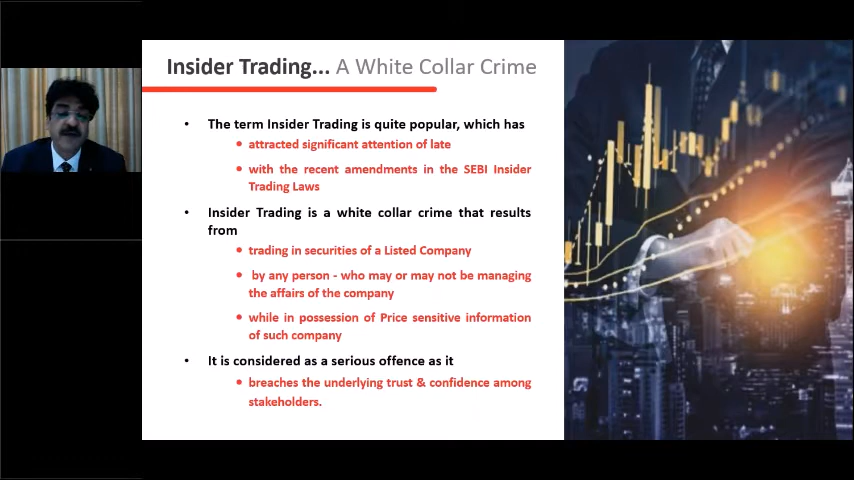 Insider Trading... A White Collar Crime
• The term Insider Trading is quite popular, which has
• attracted significant attention of late
• with the recent amendments in the SEBI Insider
Trading Laws
• Insider Trading is a white collar crime that results
from
• trading in securities of a Listed Company
• by any person - who may or may not be managing
the affairs of the company
• while in possession of Price sensitive information
of such company
• It is considered as a serious offence as it
• breaches the underlying trust & confidence among
stakeholders.